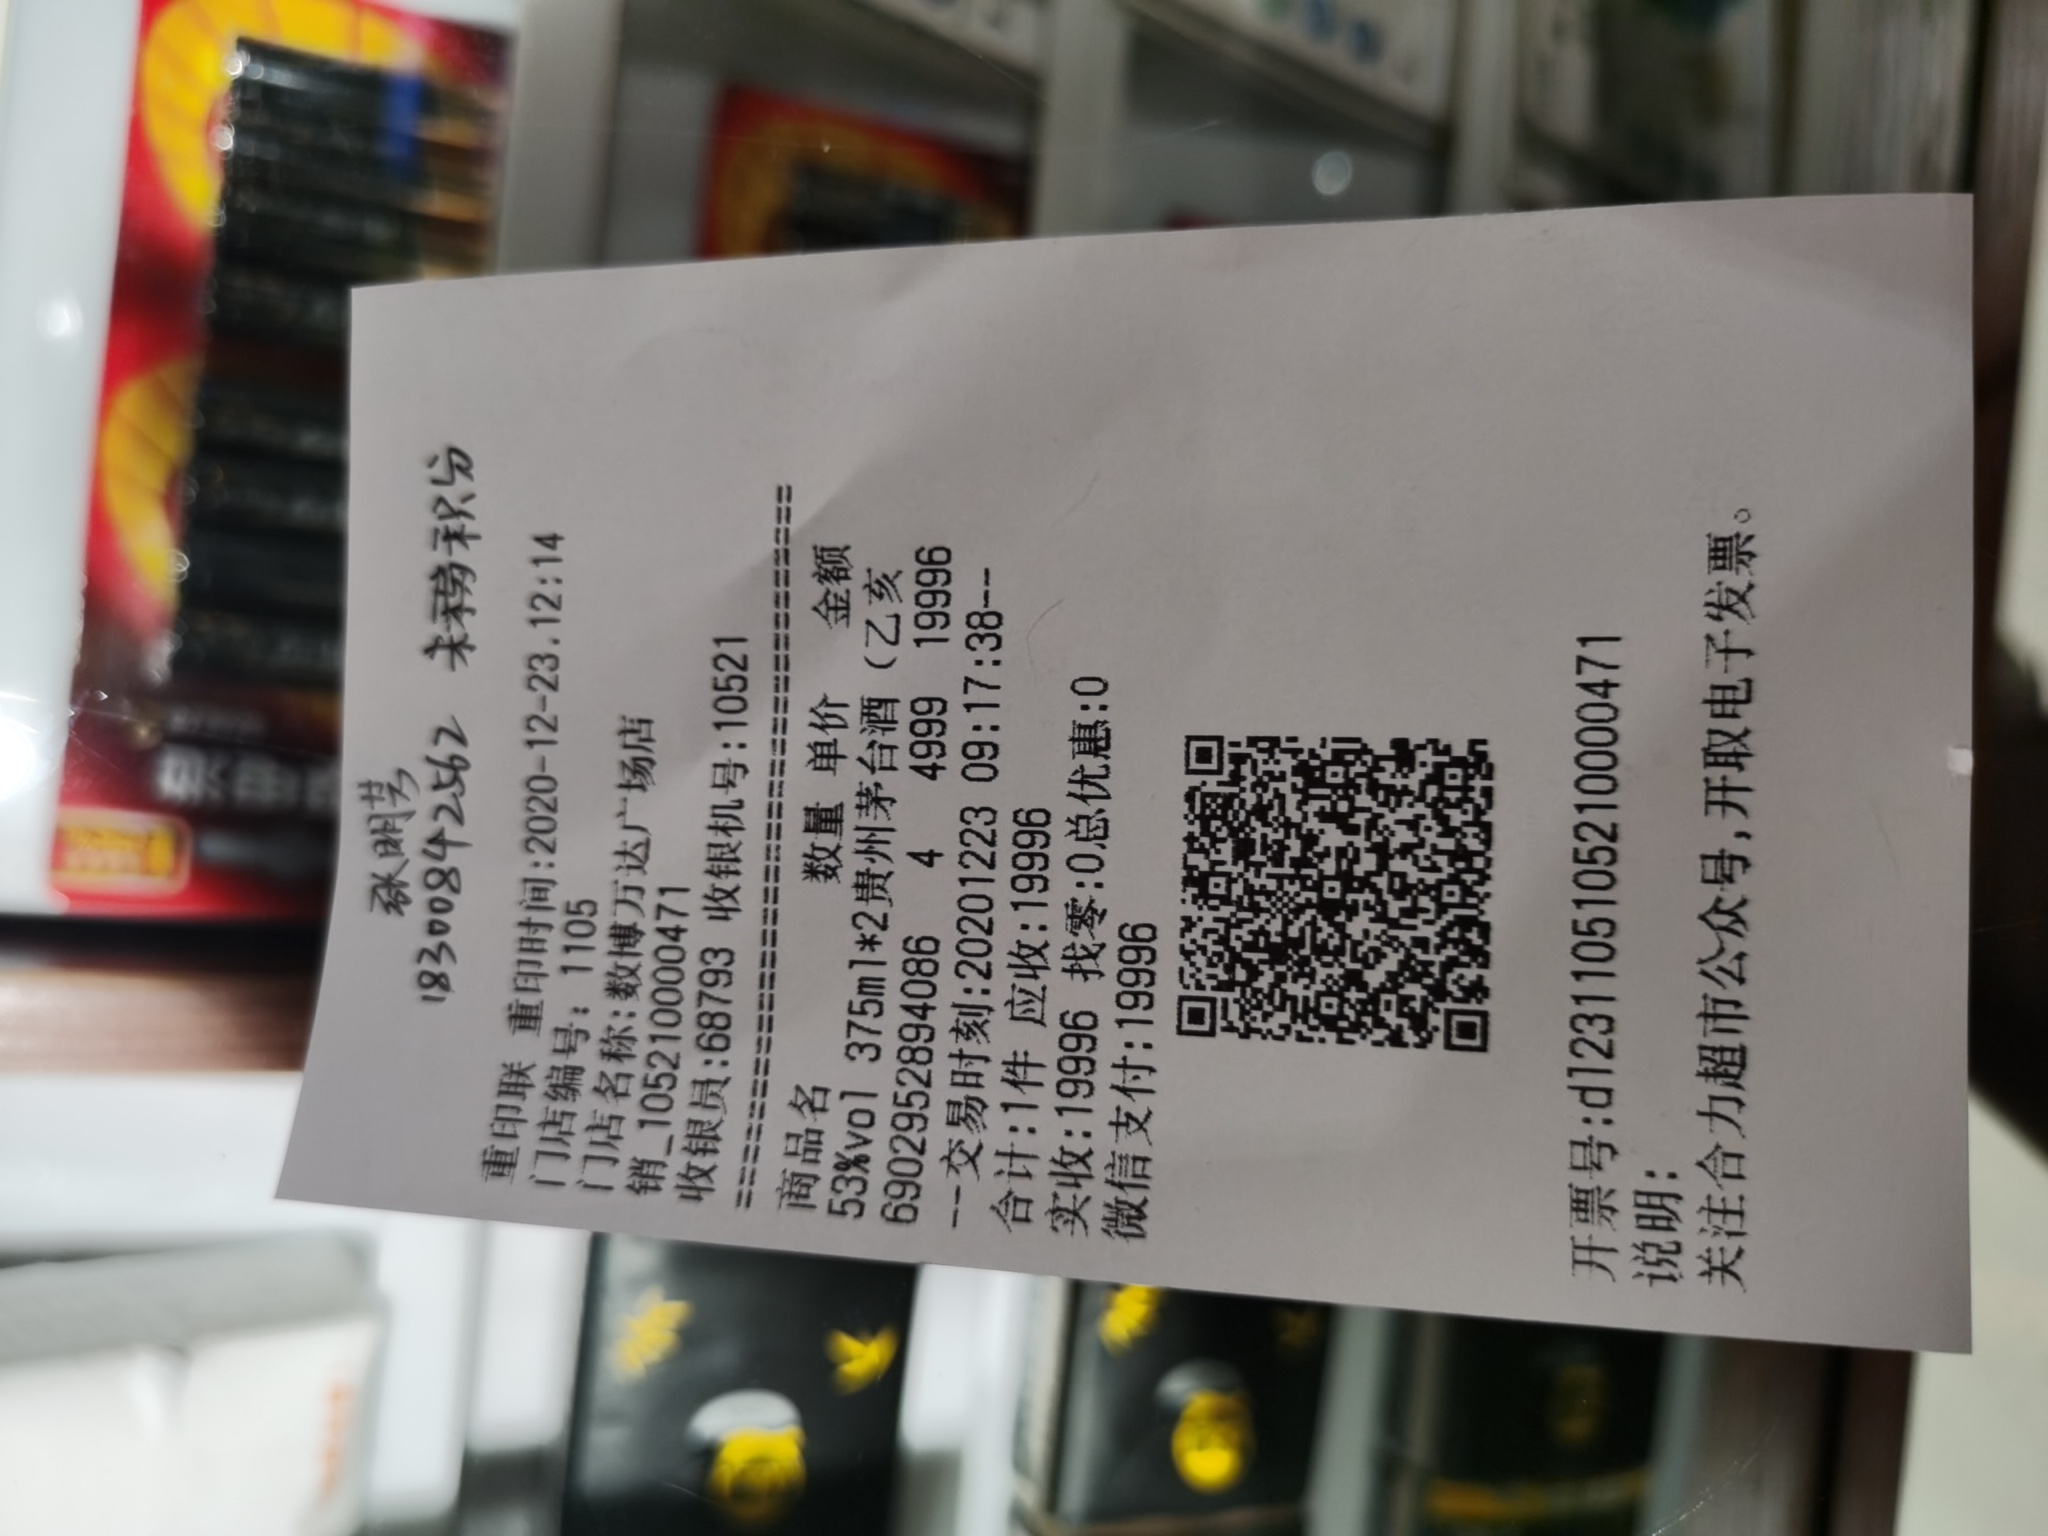 张明芳
18300842562 未稀积分
重印联 重印时间:2020-12-23.12:14
门店编号: 1105
门店名称:数博万达广场店
销_105210000471
收银员:68793 收银机号:10521
==============================
商品名 数量 单价 金额
53%vol 375ml*2贵州茅台酒(乙亥
6902952894086 4 4999 19996
--交易时刻:20201223 09:17:38--
合计:1件 应收:19996
实收:19996 找零:0总优惠:0
微信支付:19996
开票号:d1231105105210000471
说明:
关注合力超市公众号,开取电子发票。